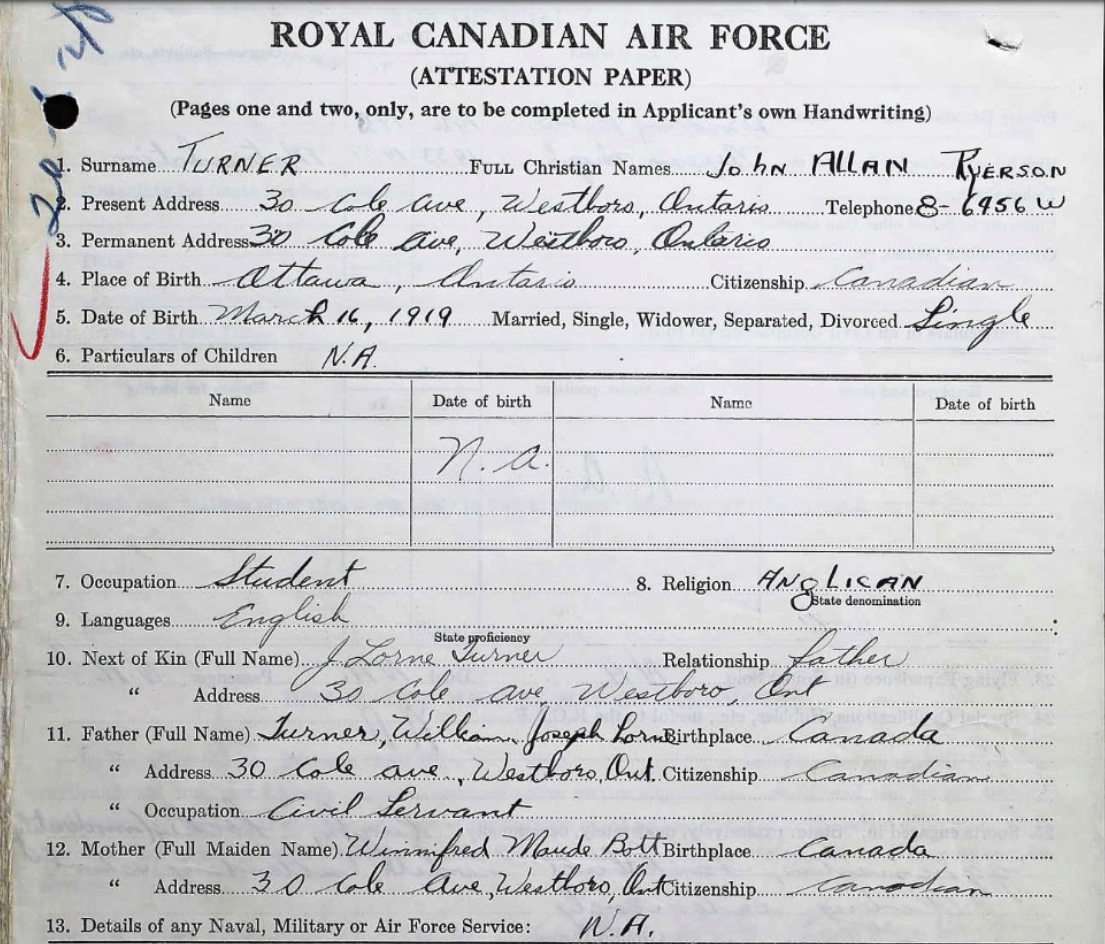 ROYAL CANADIAN AIR FORCE
(ATTESTATION PAPER)
(Pages one and two, only, are to be completed in Applicant's own Handwriting)
1. Surname TURNER FULL Christian Names JOHN ALLAN RYERSON
2. Present Address 30 Cole Ave, Westboro, Ontario Telephone 8-6956 W
3. Permanent Address 30 Cole Ave, Westboro, Ontario
4. Place of Birth Ottawa, Ontario Citizenship Canadian
5. Date of Birth March 16, 1919 Married, Single, Widower, Separated, Divorced Single
6. Particulars of Children N.A.
Name Date of birth Name Date of birth
N.A.
7. Occupation Student 8. Religion ANGLICAN
State denomination
9. Languages English
State proficiency
10. Next of Kin (Full Name) J Lorne Turner Relationship father
" Address 30 Cole ave Westboro, Ont
11. Father (Full Name) Turner, William Joseph Lorne Birthplace Canada
" Address 30 Cole ave, Westboro, Ont. Citizenship Canadian
" Occupation Civil Servant
12. Mother (Full Maiden Name) Winnifred Maude Bott Birthplace Canada
" Address 30 Cole Ave, Westboro, Ont Citizenship Canadian
13. Details of any Naval, Military or Air Force Service: N.A.